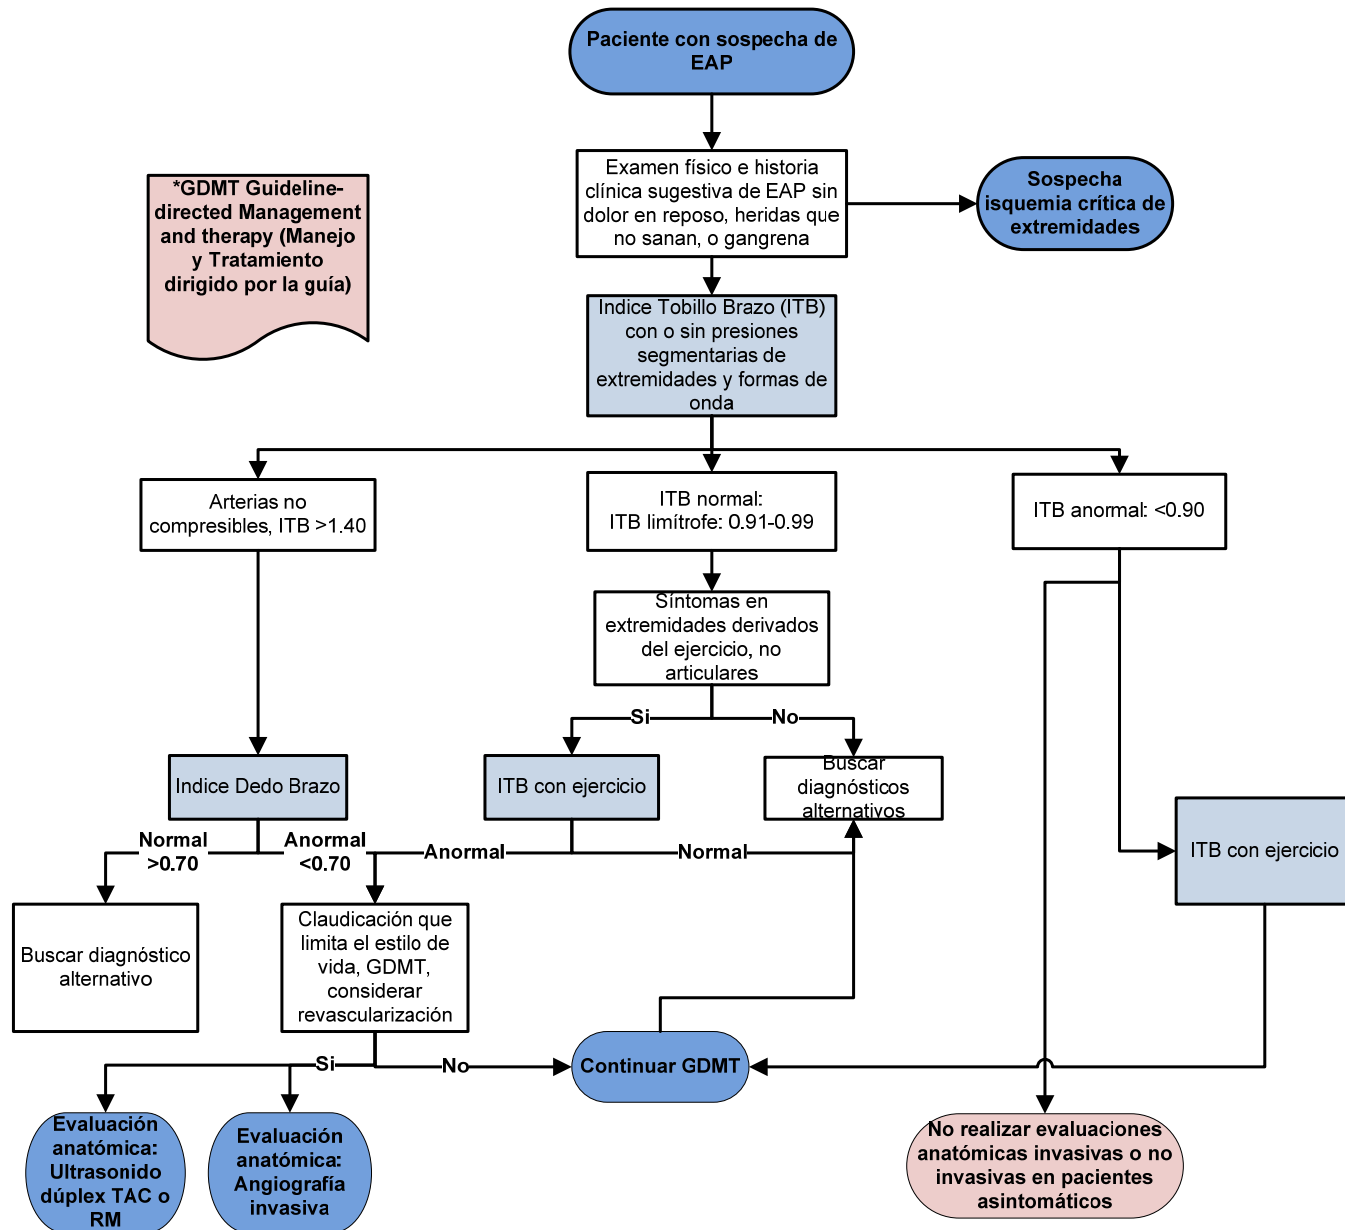 Paciente con sospecha de
EAP
*GDMT Guideline-
directed Management
and therapy (Manejo
y Tratamiento
dirigido por la guía)
Examen físico e historia
clínica sugestiva de EAP sin
dolor en reposo, heridas que
no sanan, o gangrena
Sospecha
isquemia crítica de
extremidades
Indice Tobillo Brazo (ITB)
con o sin presiones
segmentarias de
extremidades y formas de
onda
Arterias no
compresibles, ITB >1.40
ITB normal:
ITB limítrofe: 0.91-0.99
ITB anormal: <0.90
Síntomas en
extremidades derivados
del ejercicio, no
articulares
Si
No
Indice Dedo Brazo
ITB con ejercicio
Buscar
diagnósticos
alternativos
ITB con ejercicio
Normal
>0.70
Anormal
<0.70
Anormal
Normal
Buscar diagnóstico
alternativo
Claudicación que
limita el estilo de
vida, GDMT,
considerar
revascularización
Si
No
Continuar GDMT
Evaluación
anatómica:
Ultrasonido
dúplex TAC o
RM
Evaluación
anatómica:
Angiografía
invasiva
No realizar evaluaciones
anatómicas invasivas o no
invasivas en pacientes
asintomáticos